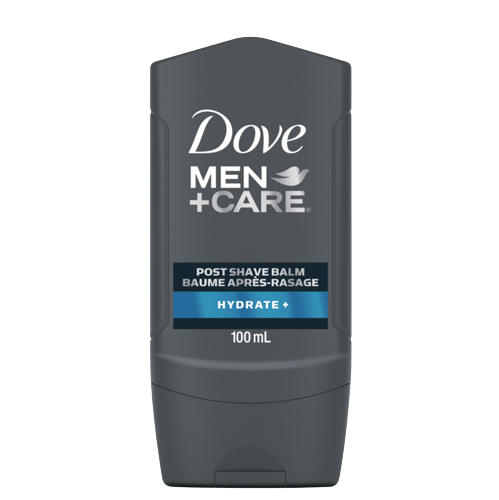 Dove
MEN
+CARE®
POST SHAVE BALM
BAUME APRÈS-RASAGE
HYDRATE +
100 mL